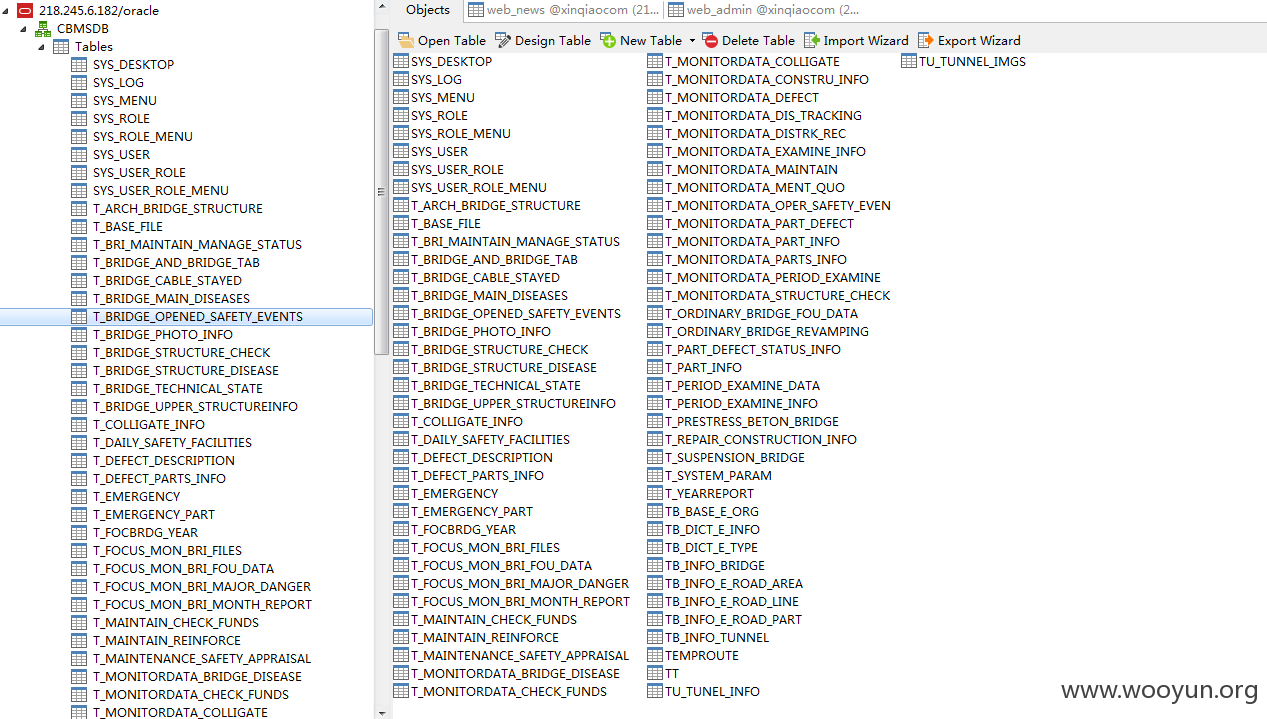 218.245.6.182/oracle
CBMSDB
Tables
SYS_DESKTOP
SYS_LOG
SYS_MENU
SYS_ROLE
SYS_ROLE_MENU
SYS_USER
SYS_USER_ROLE
SYS_USER_ROLE_MENU
T_ARCH_BRIDGE_STRUCTURE
T_BASE_FILE
T_BRI_MAINTAIN_MANAGE_STATUS
T_BRIDGE_AND_BRIDGE_TAB
T_BRIDGE_CABLE_STAYED
T_BRIDGE_MAIN_DISEASES
T_BRIDGE_OPENED_SAFETY_EVENTS
T_BRIDGE_PHOTO_INFO
T_BRIDGE_STRUCTURE_CHECK
T_BRIDGE_STRUCTURE_DISEASE
T_BRIDGE_TECHNICAL_STATE
T_BRIDGE_UPPER_STRUCTUREINFO
T_COLLIGATE_INFO
T_DAILY_SAFETY_FACILITIES
T_DEFECT_DESCRIPTION
T_DEFECT_PARTS_INFO
T_EMERGENCY
T_EMERGENCY_PART
T_FOCBRDG_YEAR
T_FOCUS_MON_BRI_FILES
T_FOCUS_MON_BRI_FOU_DATA
T_FOCUS_MON_BRI_MAJOR_DANGER
T_FOCUS_MON_BRI_MONTH_REPORT
T_MAINTAIN_CHECK_FUNDS
T_MAINTAIN_REINFORCE
T_MAINTENANCE_SAFETY_APPRAISAL
T_MONITORDATA_BRIDGE_DISEASE
T_MONITORDATA_CHECK_FUNDS
T_MONITORDATA_COLLIGATE
Objects web_news @xinqiaocom (21... web_admin @xinqiaocom (2...
Open Table Design Table New Table Delete Table Import Wizard Export Wizard
SYS_DESKTOP
SYS_LOG
SYS_MENU
SYS_ROLE
SYS_ROLE_MENU
SYS_USER
SYS_USER_ROLE
SYS_USER_ROLE_MENU
T_ARCH_BRIDGE_STRUCTURE
T_BASE_FILE
T_BRI_MAINTAIN_MANAGE_STATUS
T_BRIDGE_AND_BRIDGE_TAB
T_BRIDGE_CABLE_STAYED
T_BRIDGE_MAIN_DISEASES
T_BRIDGE_OPENED_SAFETY_EVENTS
T_BRIDGE_PHOTO_INFO
T_BRIDGE_STRUCTURE_CHECK
T_BRIDGE_STRUCTURE_DISEASE
T_BRIDGE_TECHNICAL_STATE
T_BRIDGE_UPPER_STRUCTUREINFO
T_COLLIGATE_INFO
T_DAILY_SAFETY_FACILITIES
T_DEFECT_DESCRIPTION
T_DEFECT_PARTS_INFO
T_EMERGENCY
T_EMERGENCY_PART
T_FOCBRDG_YEAR
T_FOCUS_MON_BRI_FILES
T_FOCUS_MON_BRI_FOU_DATA
T_FOCUS_MON_BRI_MAJOR_DANGER
T_FOCUS_MON_BRI_MONTH_REPORT
T_MAINTAIN_CHECK_FUNDS
T_MAINTAIN_REINFORCE
T_MAINTENANCE_SAFETY_APPRAISAL
T_MONITORDATA_BRIDGE_DISEASE
T_MONITORDATA_CHECK_FUNDS
T_MONITORDATA_COLLIGATE
T_MONITORDATA_CONSTRU_INFO
T_MONITORDATA_DEFECT
T_MONITORDATA_DIS_TRACKING
T_MONITORDATA_DISTRK_REC
T_MONITORDATA_EXAMINE_INFO
T_MONITORDATA_MAINTAIN
T_MONITORDATA_MENT_QUO
T_MONITORDATA_OPER_SAFETY_EVEN
T_MONITORDATA_PART_DEFECT
T_MONITORDATA_PART_INFO
T_MONITORDATA_PARTS_INFO
T_MONITORDATA_PERIOD_EXAMINE
T_MONITORDATA_STRUCTURE_CHECK
T_ORDINARY_BRIDGE_FOU_DATA
T_ORDINARY_BRIDGE_REVAMPING
T_PART_DEFECT_STATUS_INFO
T_PART_INFO
T_PERIOD_EXAMINE_DATA
T_PERIOD_EXAMINE_INFO
T_PRESTRESS_BETON_BRIDGE
T_REPAIR_CONSTRUCTION_INFO
T_SUSPENSION_BRIDGE
T_SYSTEM_PARAM
T_YEARREPORT
TB_BASE_E_ORG
TB_DICT_E_INFO
TB_DICT_E_TYPE
TB_INFO_BRIDGE
TB_INFO_E_ROAD_AREA
TB_INFO_E_ROAD_LINE
TB_INFO_E_ROAD_PART
TB_INFO_TUNNEL
TEMPROUTE
TT
TU_TUNEL_INFO
TU_TUNNEL_IMGS
www.wooyun.org